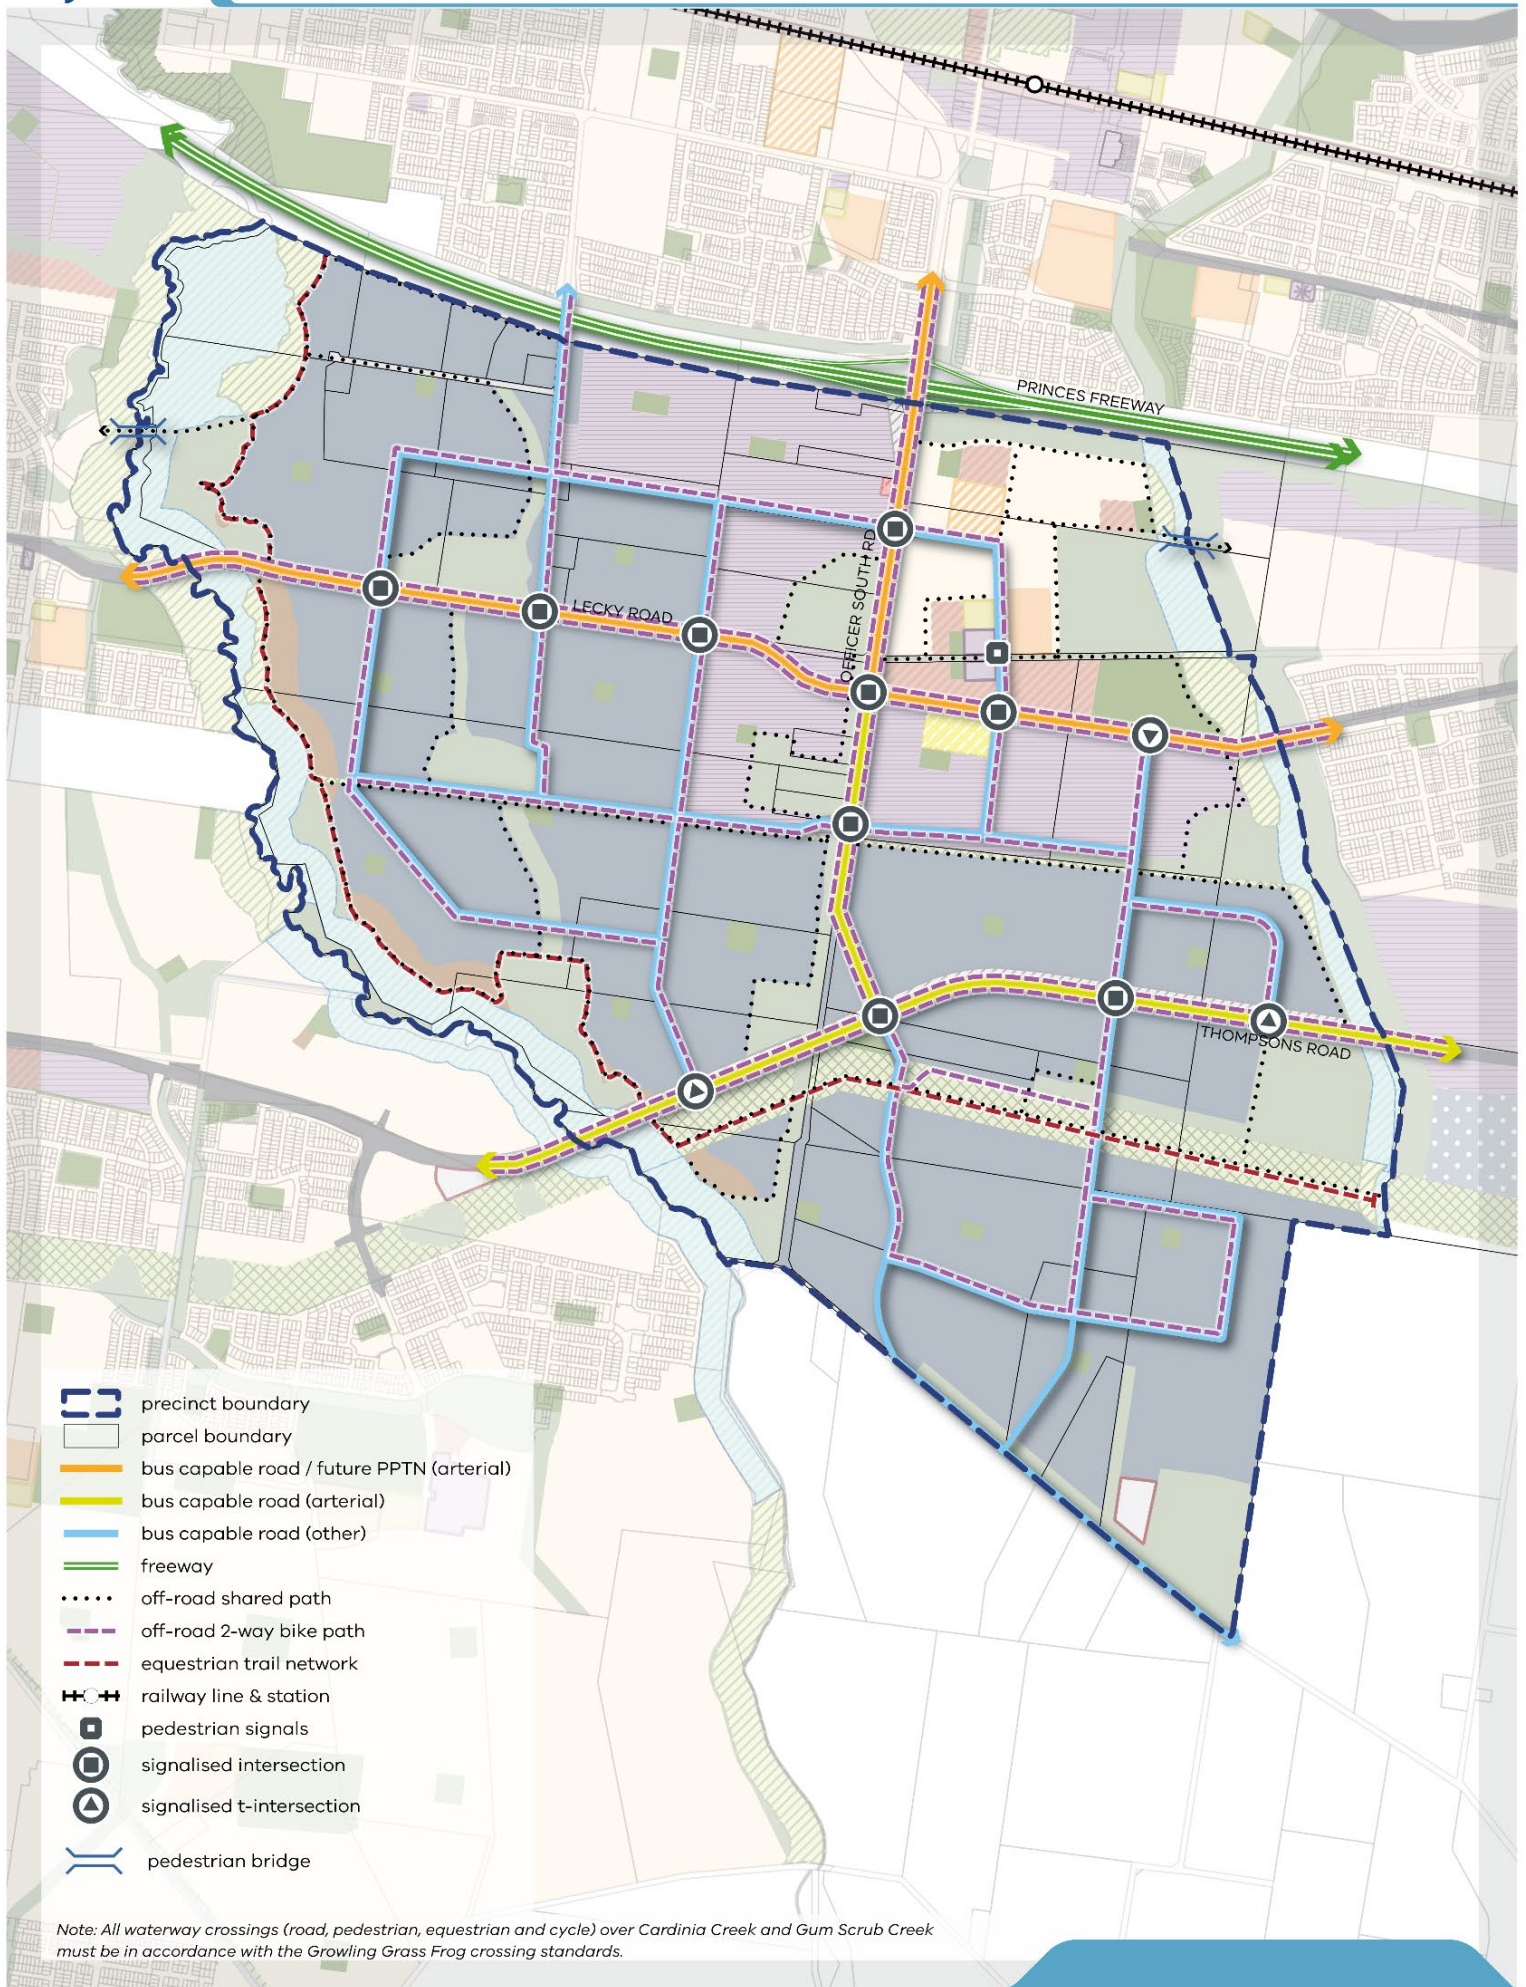 PRINCES FREEWAY
OFFICER SOUTH RD
LECKY ROAD
THOMPSONS ROAD
precinct boundary
parcel boundary
bus capable road / future PPTN (arterial)
bus capable road (arterial)
bus capable road (other)
freeway
off-road shared path
off-road 2-way bike path
equestrian trail network
railway line & station
pedestrian signals
signalised intersection
signalised t-intersection
pedestrian bridge
Note: All waterway crossings (road, pedestrian, equestrian and cycle) over Cardinia Creek and Gum Scrub Creek
must be in accordance with the Growling Grass Frog crossing standards.